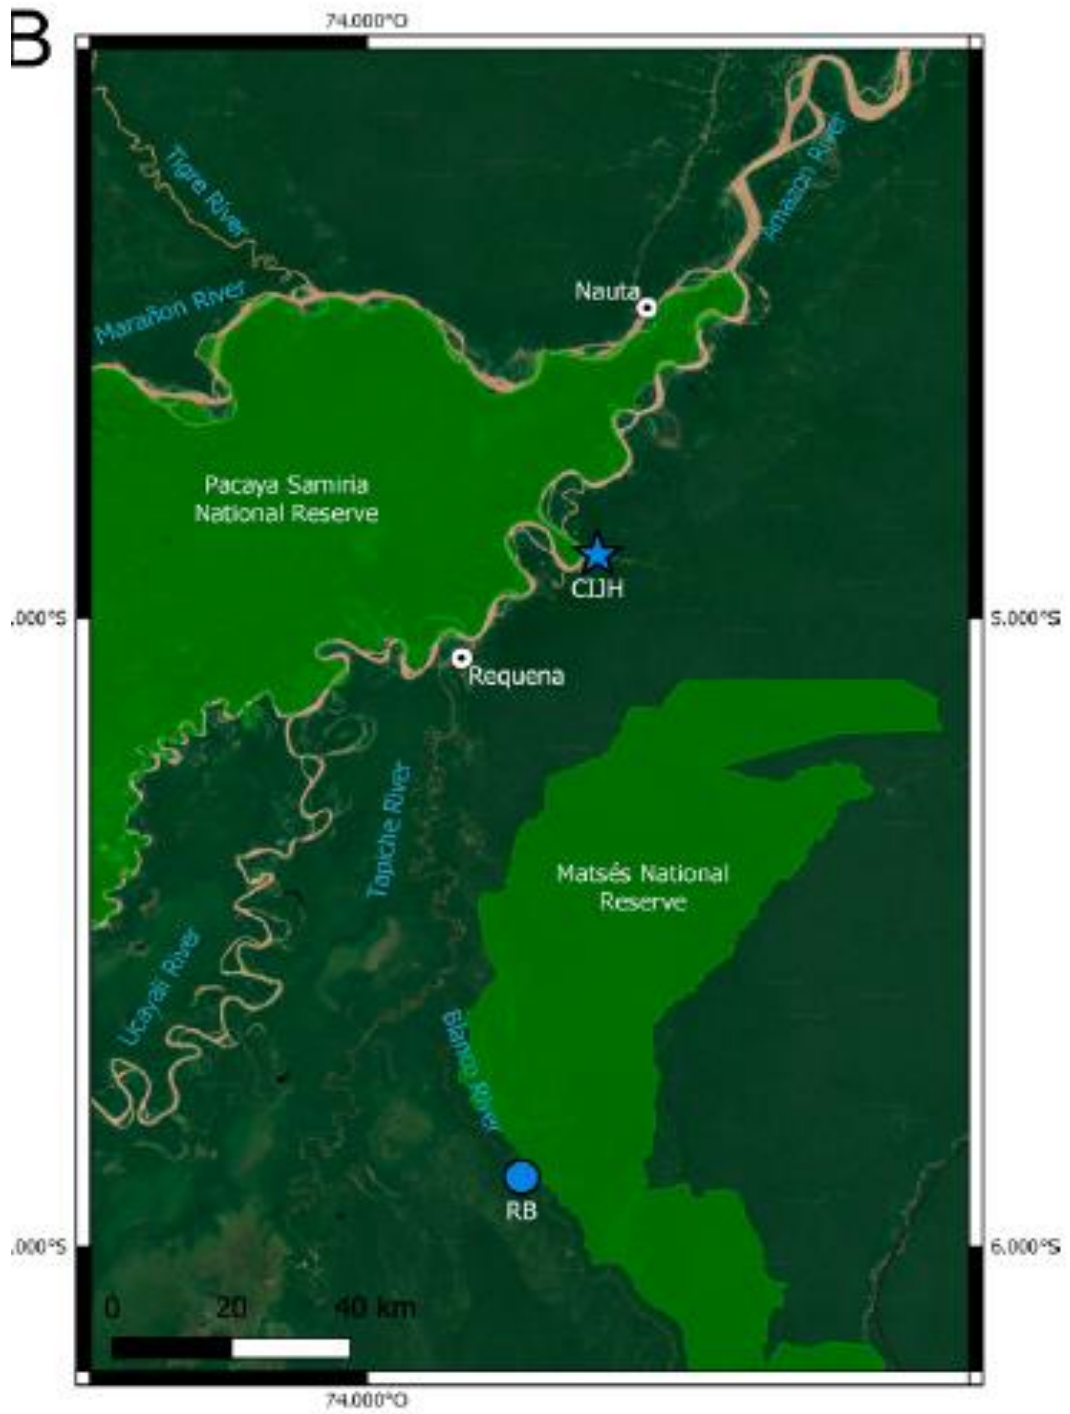 B
74.000°O
Tigre River
Amazon River
Marañon River
Nauta
Pacaya Samiria
National Reserve
CIJH
.000°S
5.000°S
Requena
Tapiche River
Matsés National
Reserve
Ucayali River
Blanco River
RB
.000°S
6.000°S
0 20 40 km
74.000°O